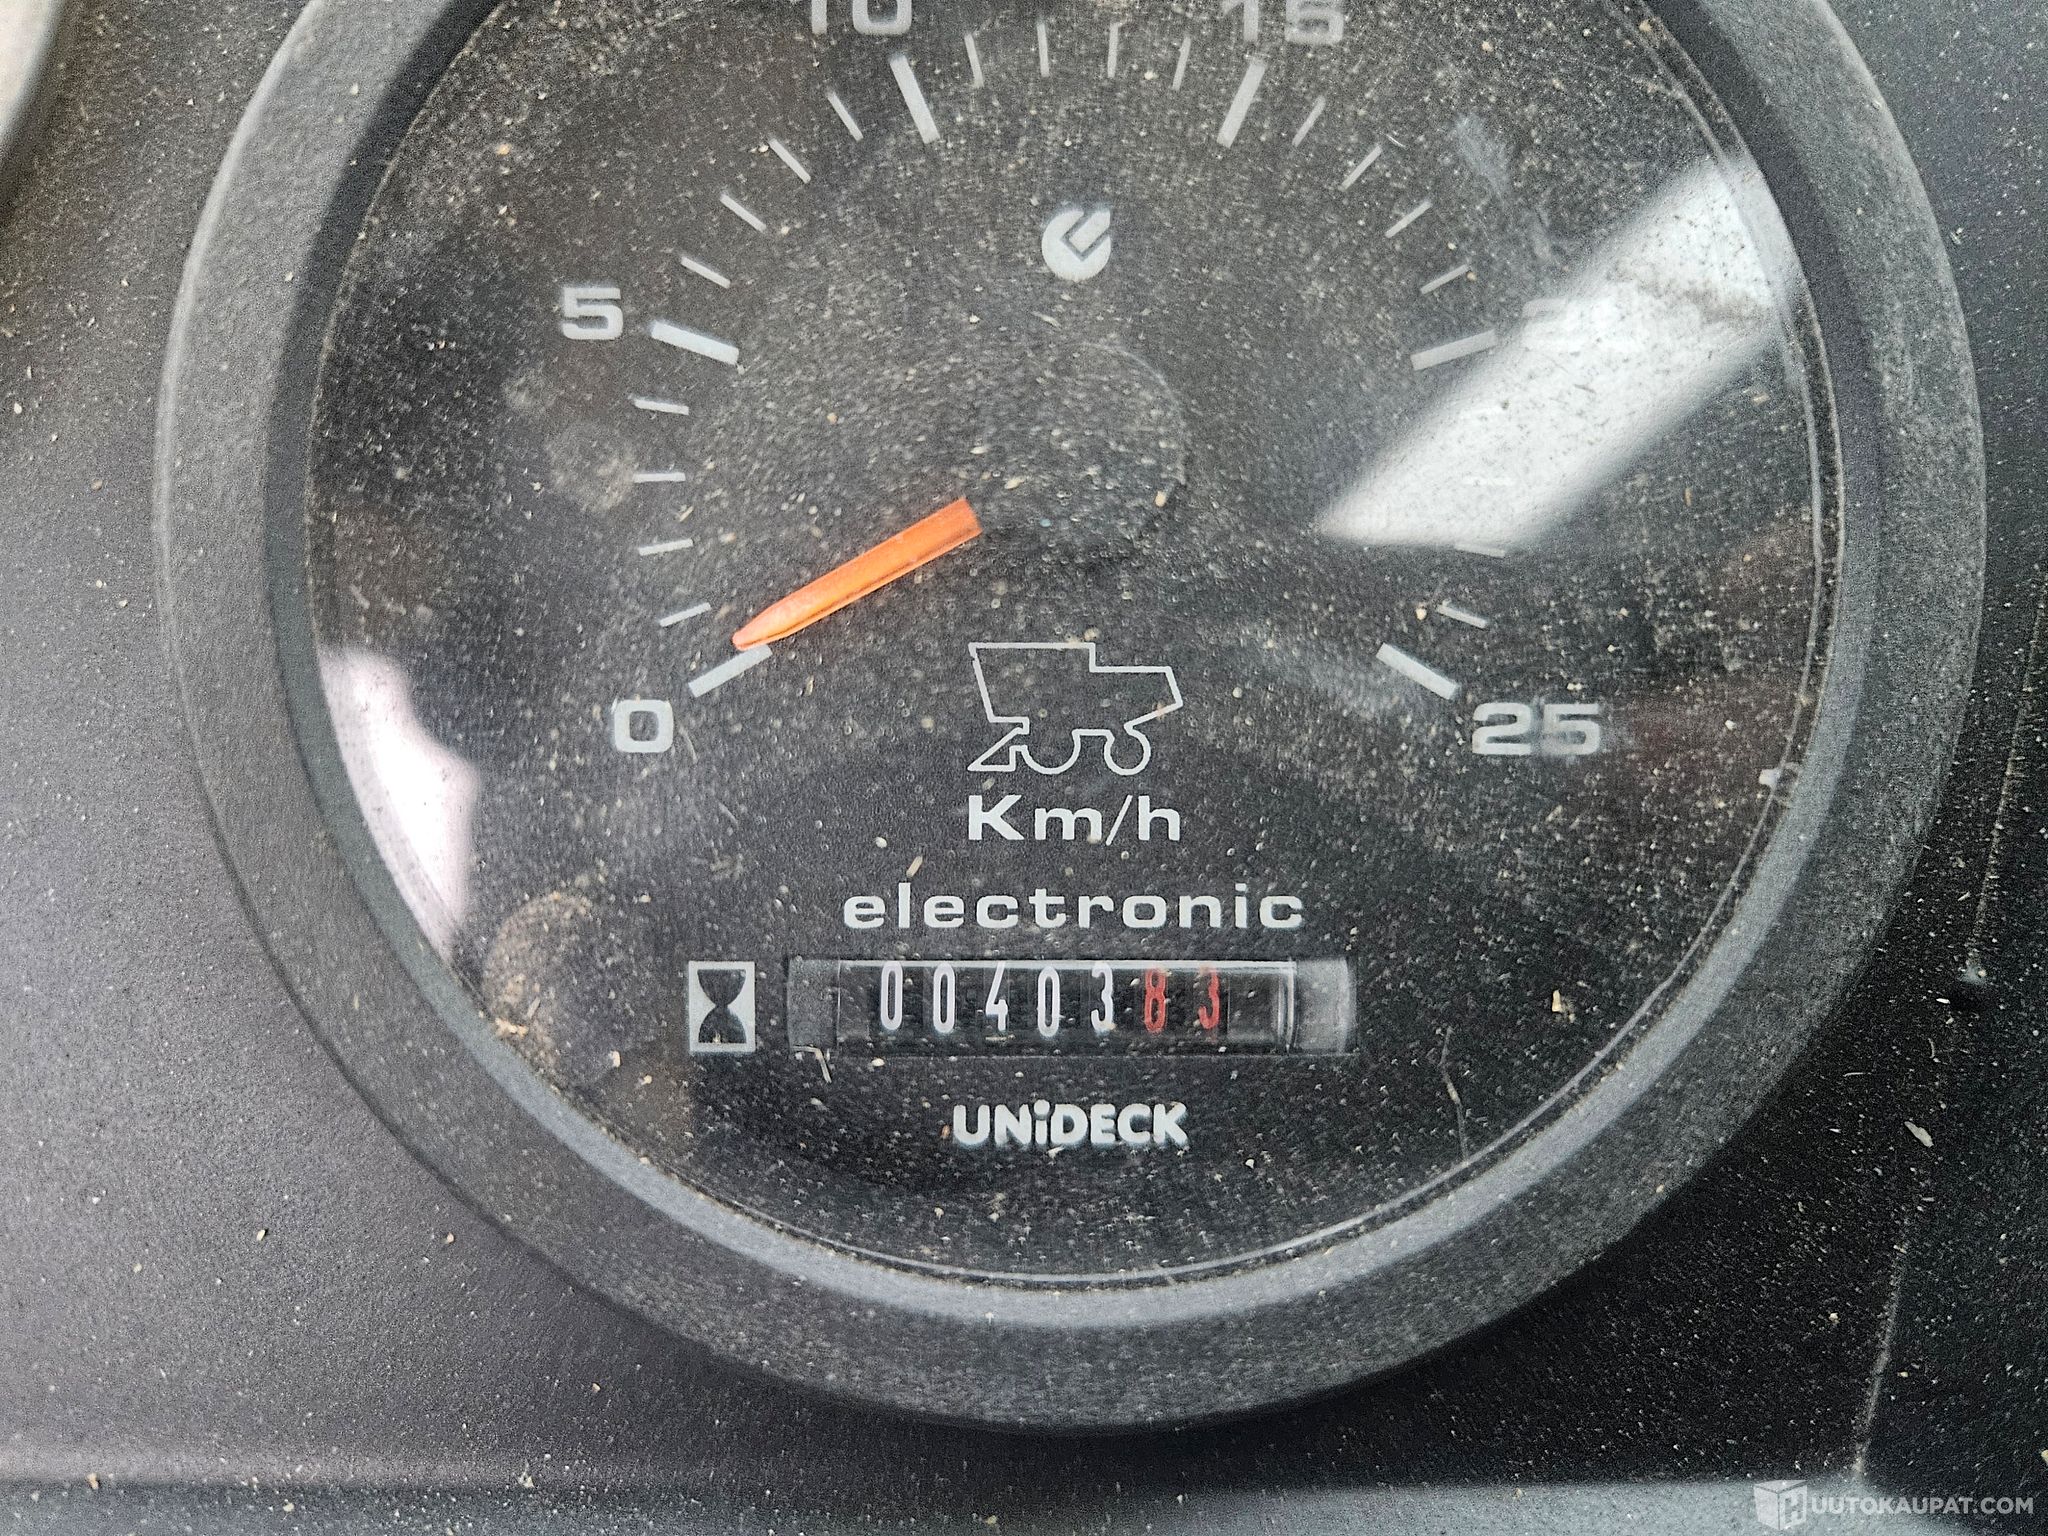 10 15
5
0 25
Km/h
electronic
0040383
UNiDECK
HUUTOKAUPAT.COM